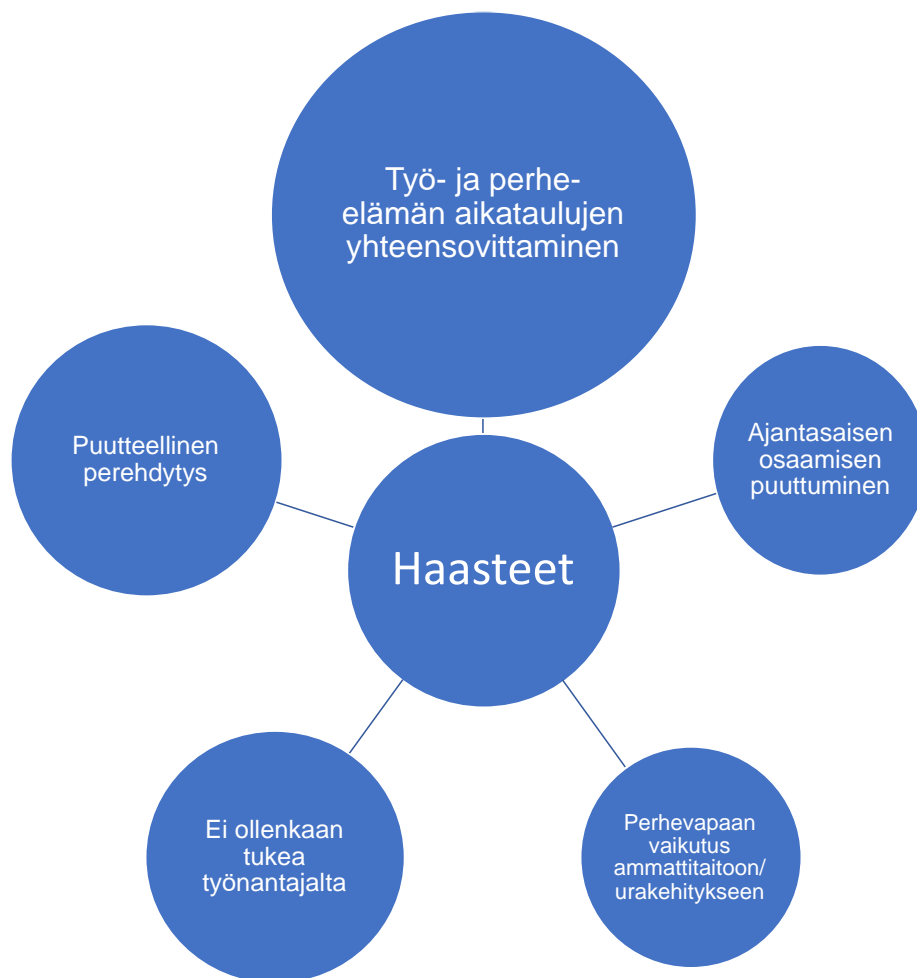 Työ- ja perhe-
elämän aikataulujen
yhteensovittaminen
Puutteellinen
perehdytys
Ajantasaisen
osaamisen
puuttuminen
Haasteet
Ei ollenkaan
tukea
työnantajalta
Perhevapaan
vaikutus
ammattitaitoon/
urakehitykseen